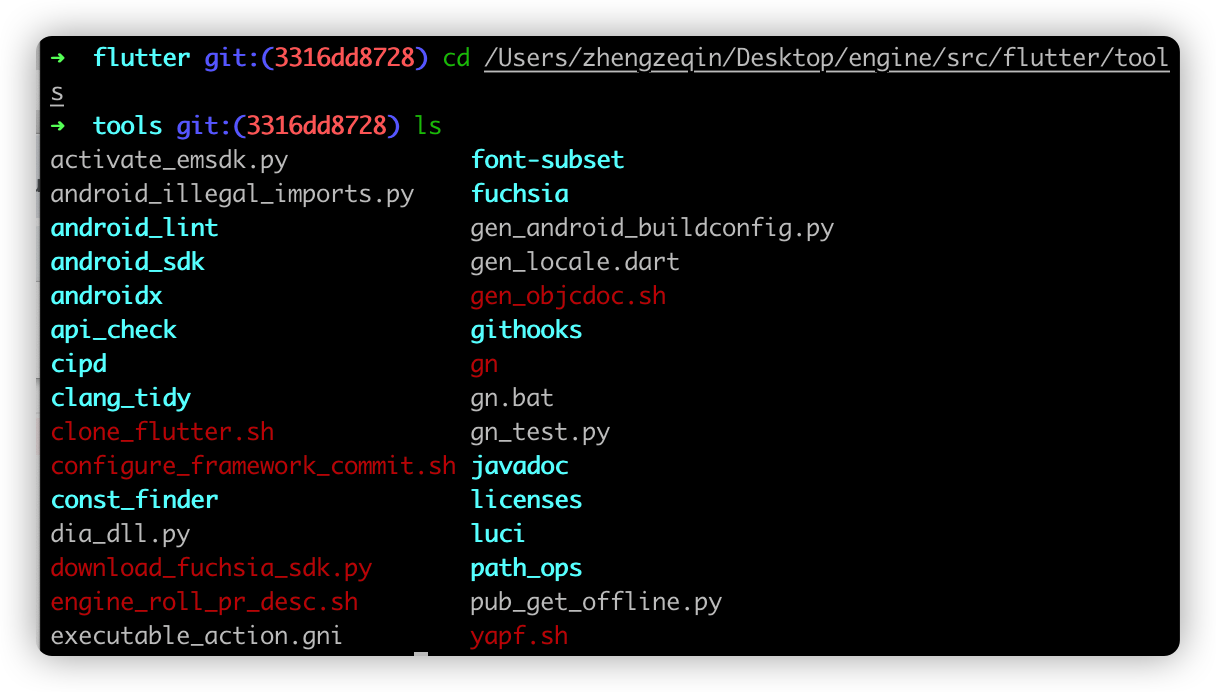 ➜  flutter git:(3316dd8728) cd /Users/zhengzeqin/Desktop/engine/src/flutter/tool
s
➜  tools git:(3316dd8728) ls
activate_emsdk.py             font-subset
android_illegal_imports.py    fuchsia
android_lint                  gen_android_buildconfig.py
android_sdk                   gen_locale.dart
androidx                      gen_objcdoc.sh
api_check                     githooks
cipd                          gn
clang_tidy                    gn.bat
clone_flutter.sh              gn_test.py
configure_framework_commit.sh javadoc
const_finder                  licenses
dia_dll.py                    luci
download_fuchsia_sdk.py       path_ops
engine_roll_pr_desc.sh        pub_get_offline.py
executable_action.gni         yapf.sh